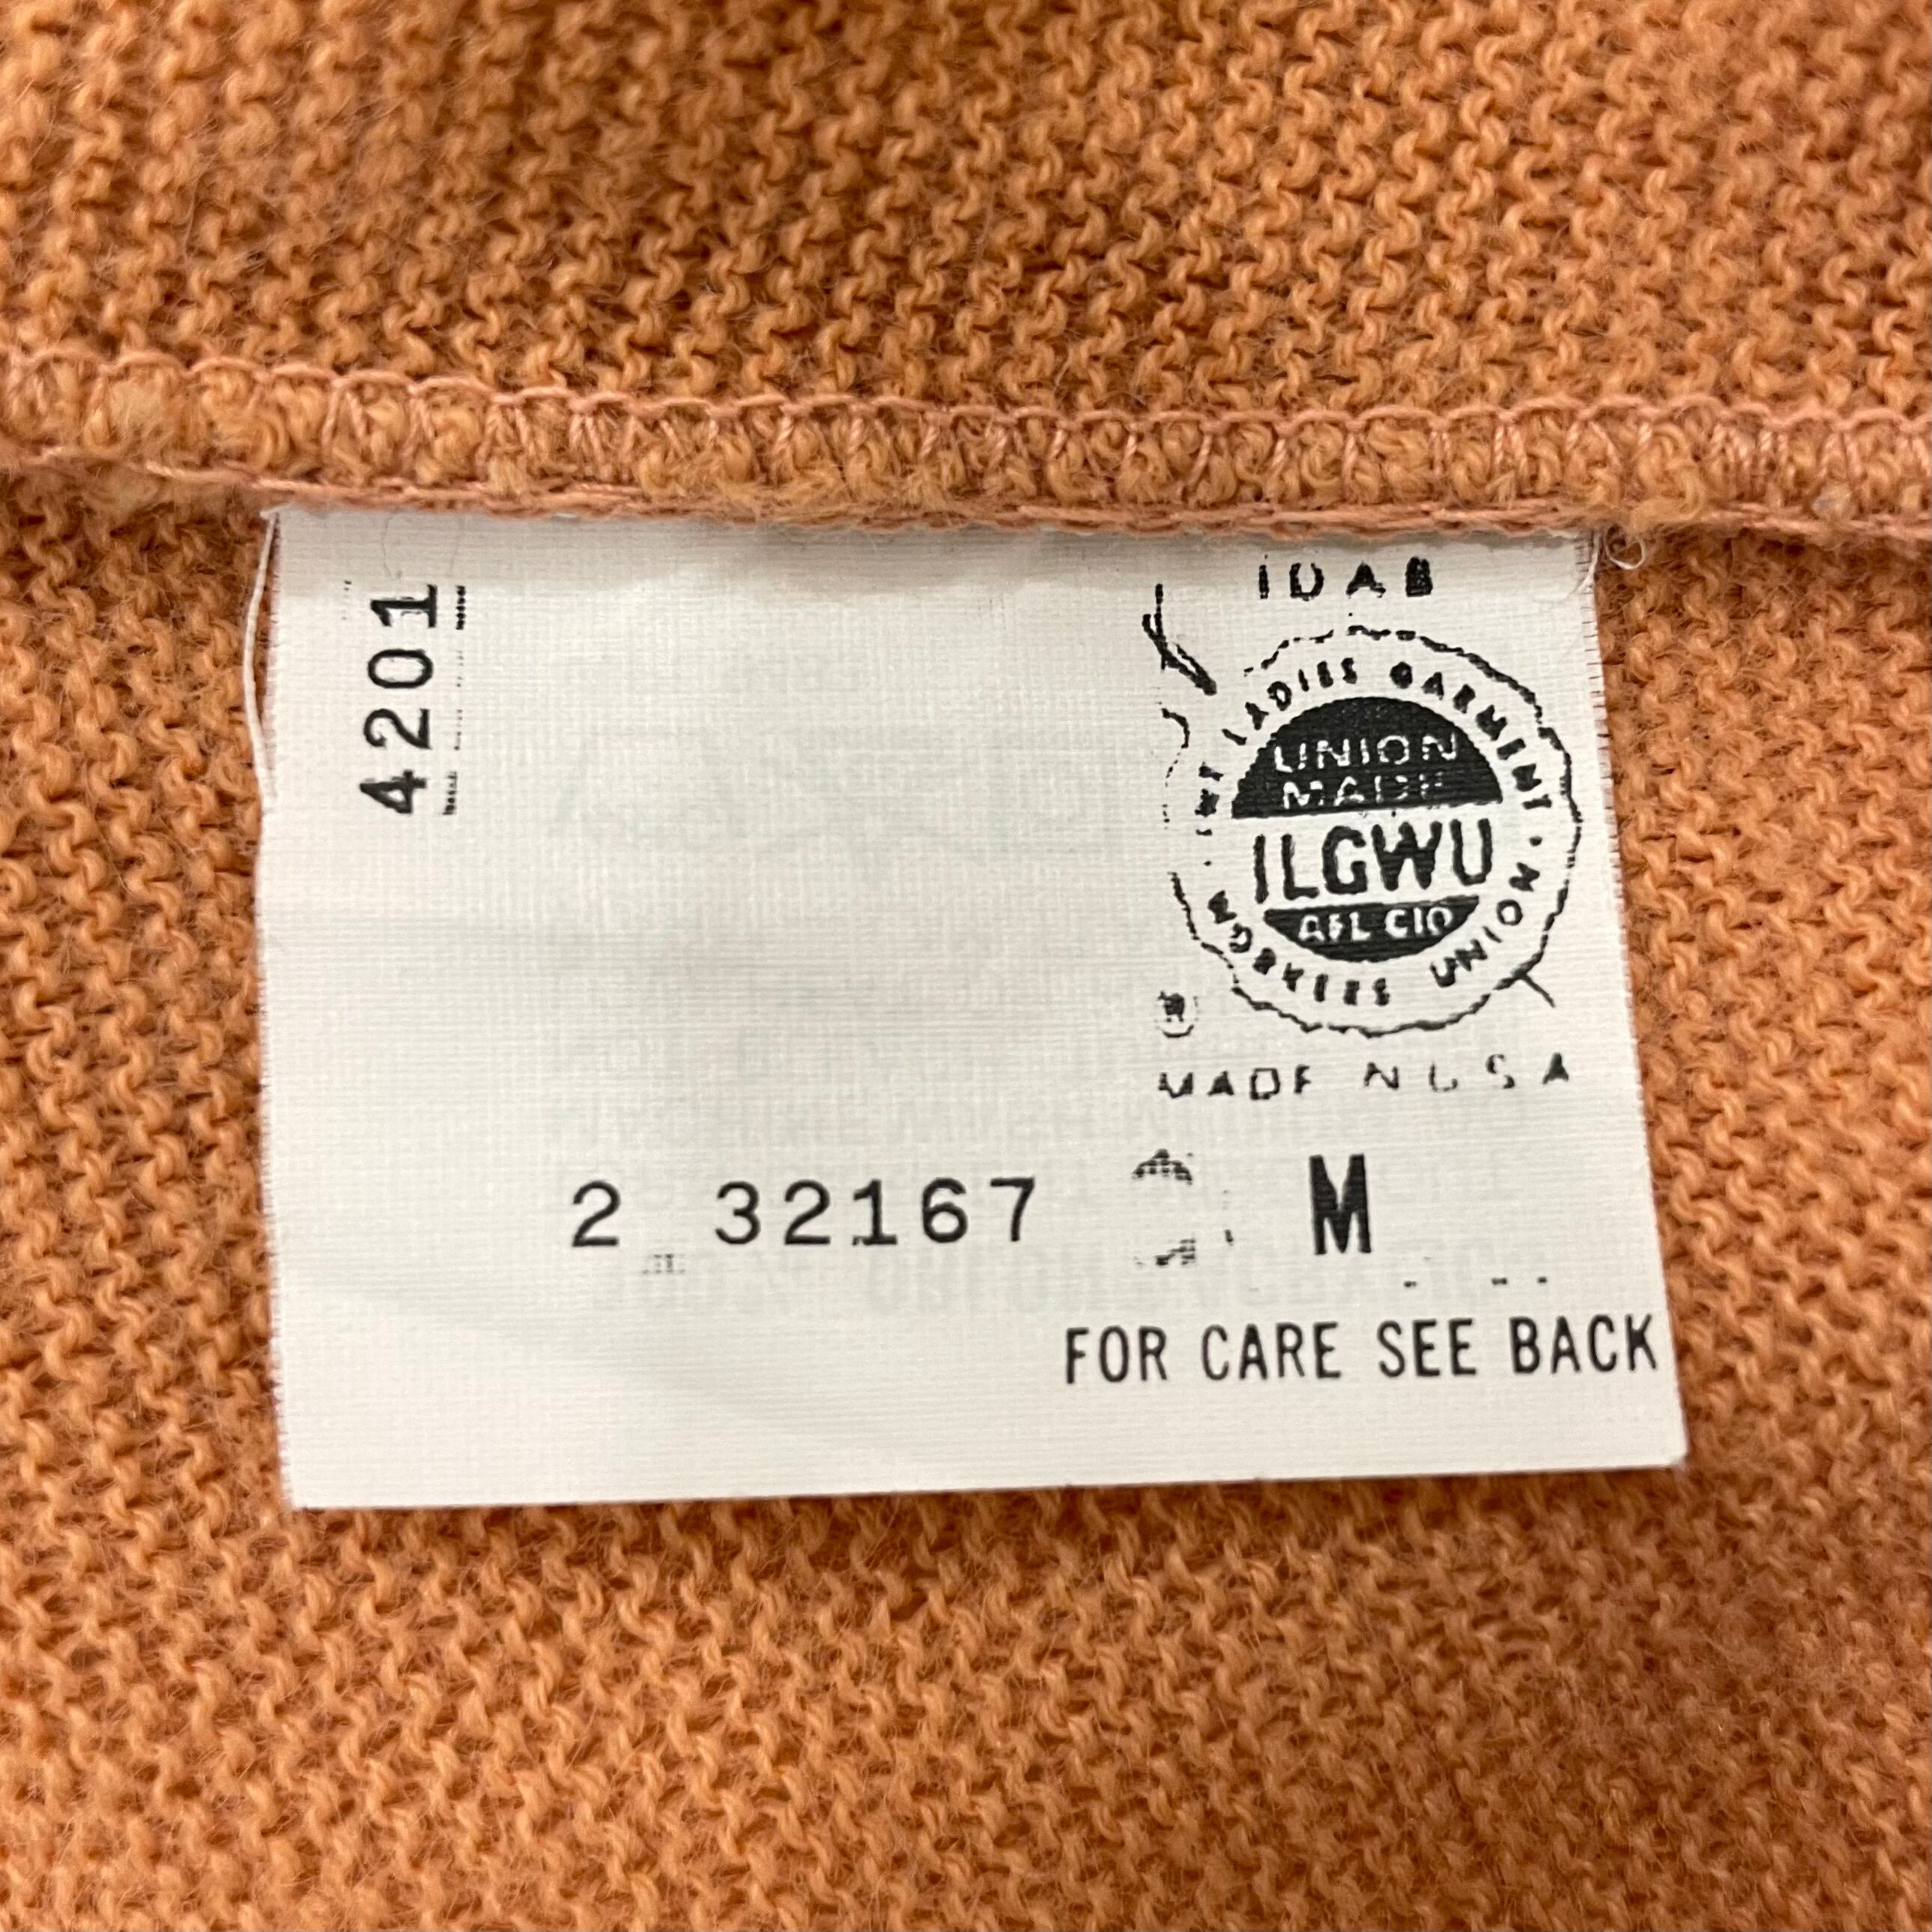 4201
IDAB
INT LADIES GARMENT
UNION
MADE
ILGWU
AFL CIO
WORKERS UNION
MADE N U S A
2 32167 M
FOR CARE SEE BACK